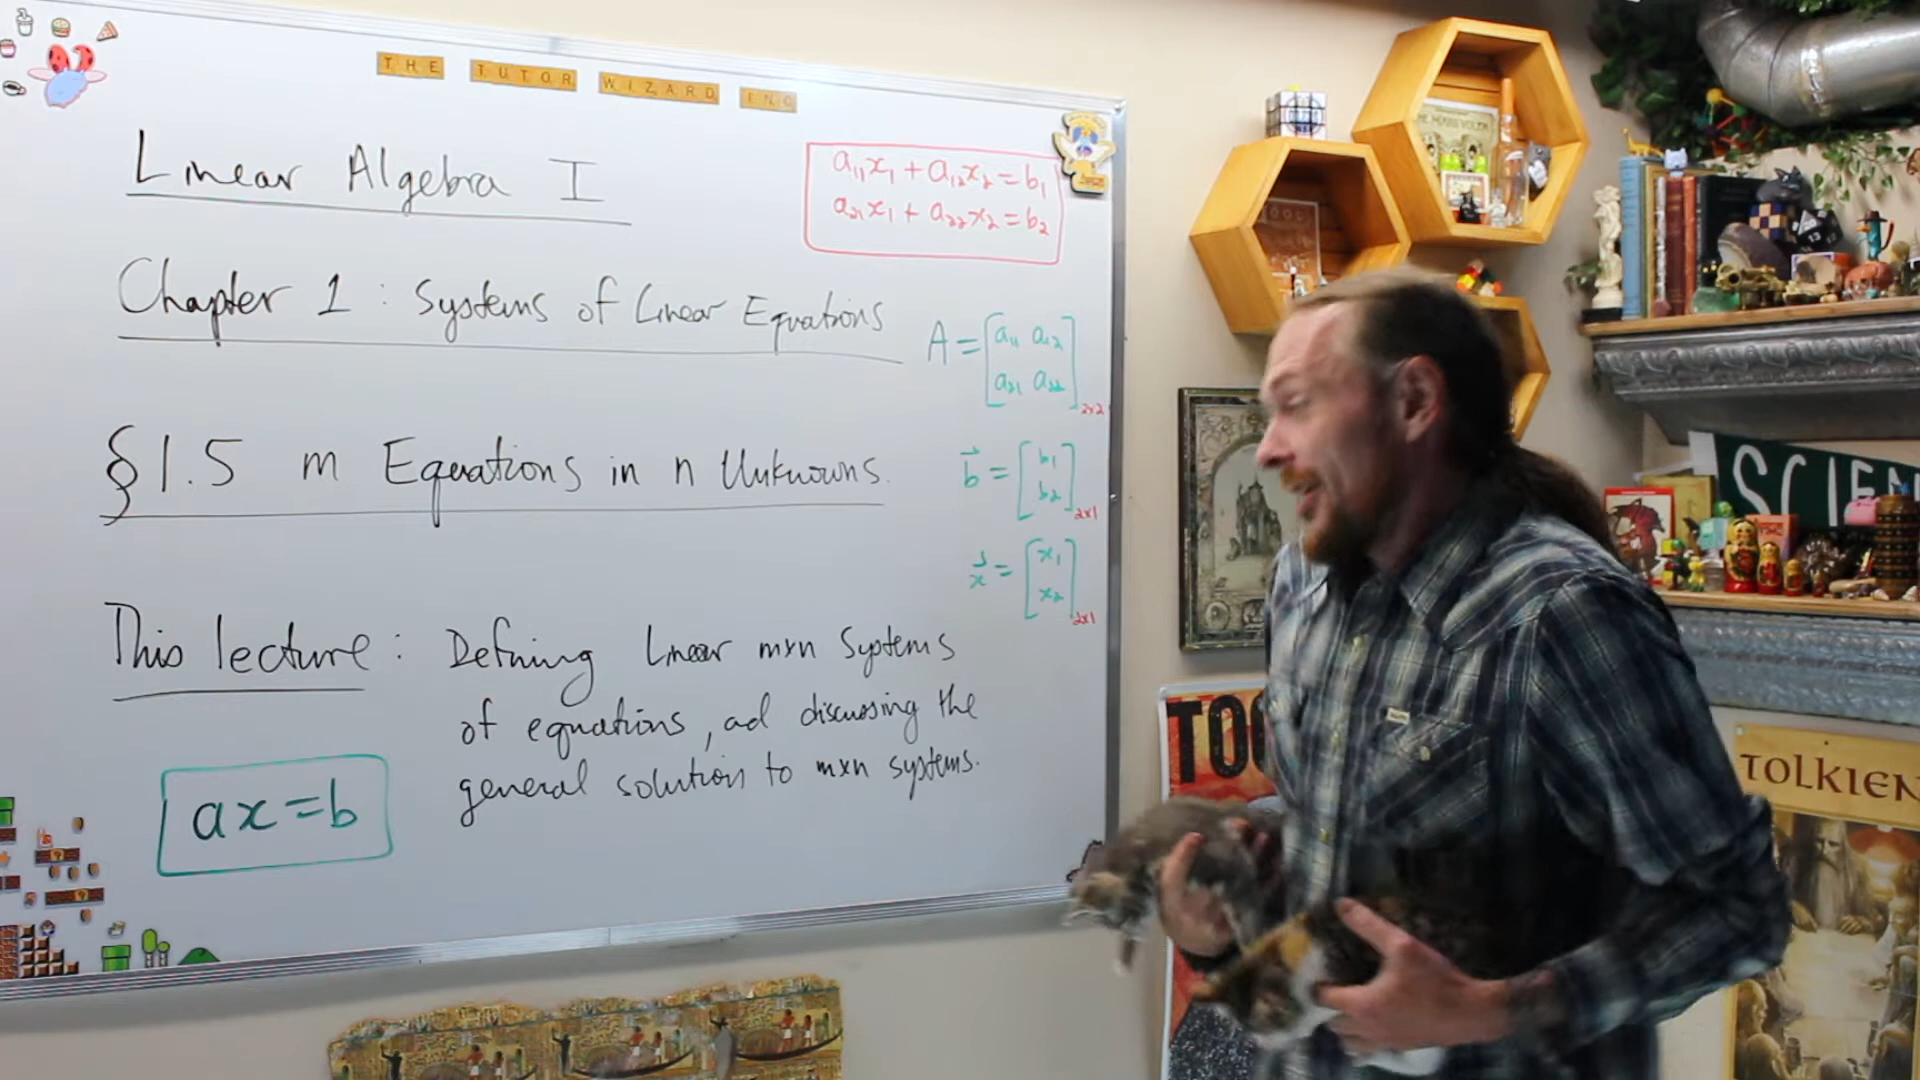 THE TUTOR WIZARD INC
Linear Algebra I
a₁₁x₁ + a₁₂x₂ = b₁
a₂₁x₁ + a₂₂x₂ = b₂
Chapter 1 : Systems of Linear Equations
A = [a₁₁ a₁₂
a₂₁ a₂₂] 2x2
§1.5 m Equations in n Unknowns.
b⃗ = [b₁
b₂] 2x1
x⃗ = [x₁
x₂] 2x1
This lecture : Defining Linear mxn Systems
of equations, ad discussing the
general solution to mxn systems.
ax = b
SCIEN
TOO
TOLKIEN